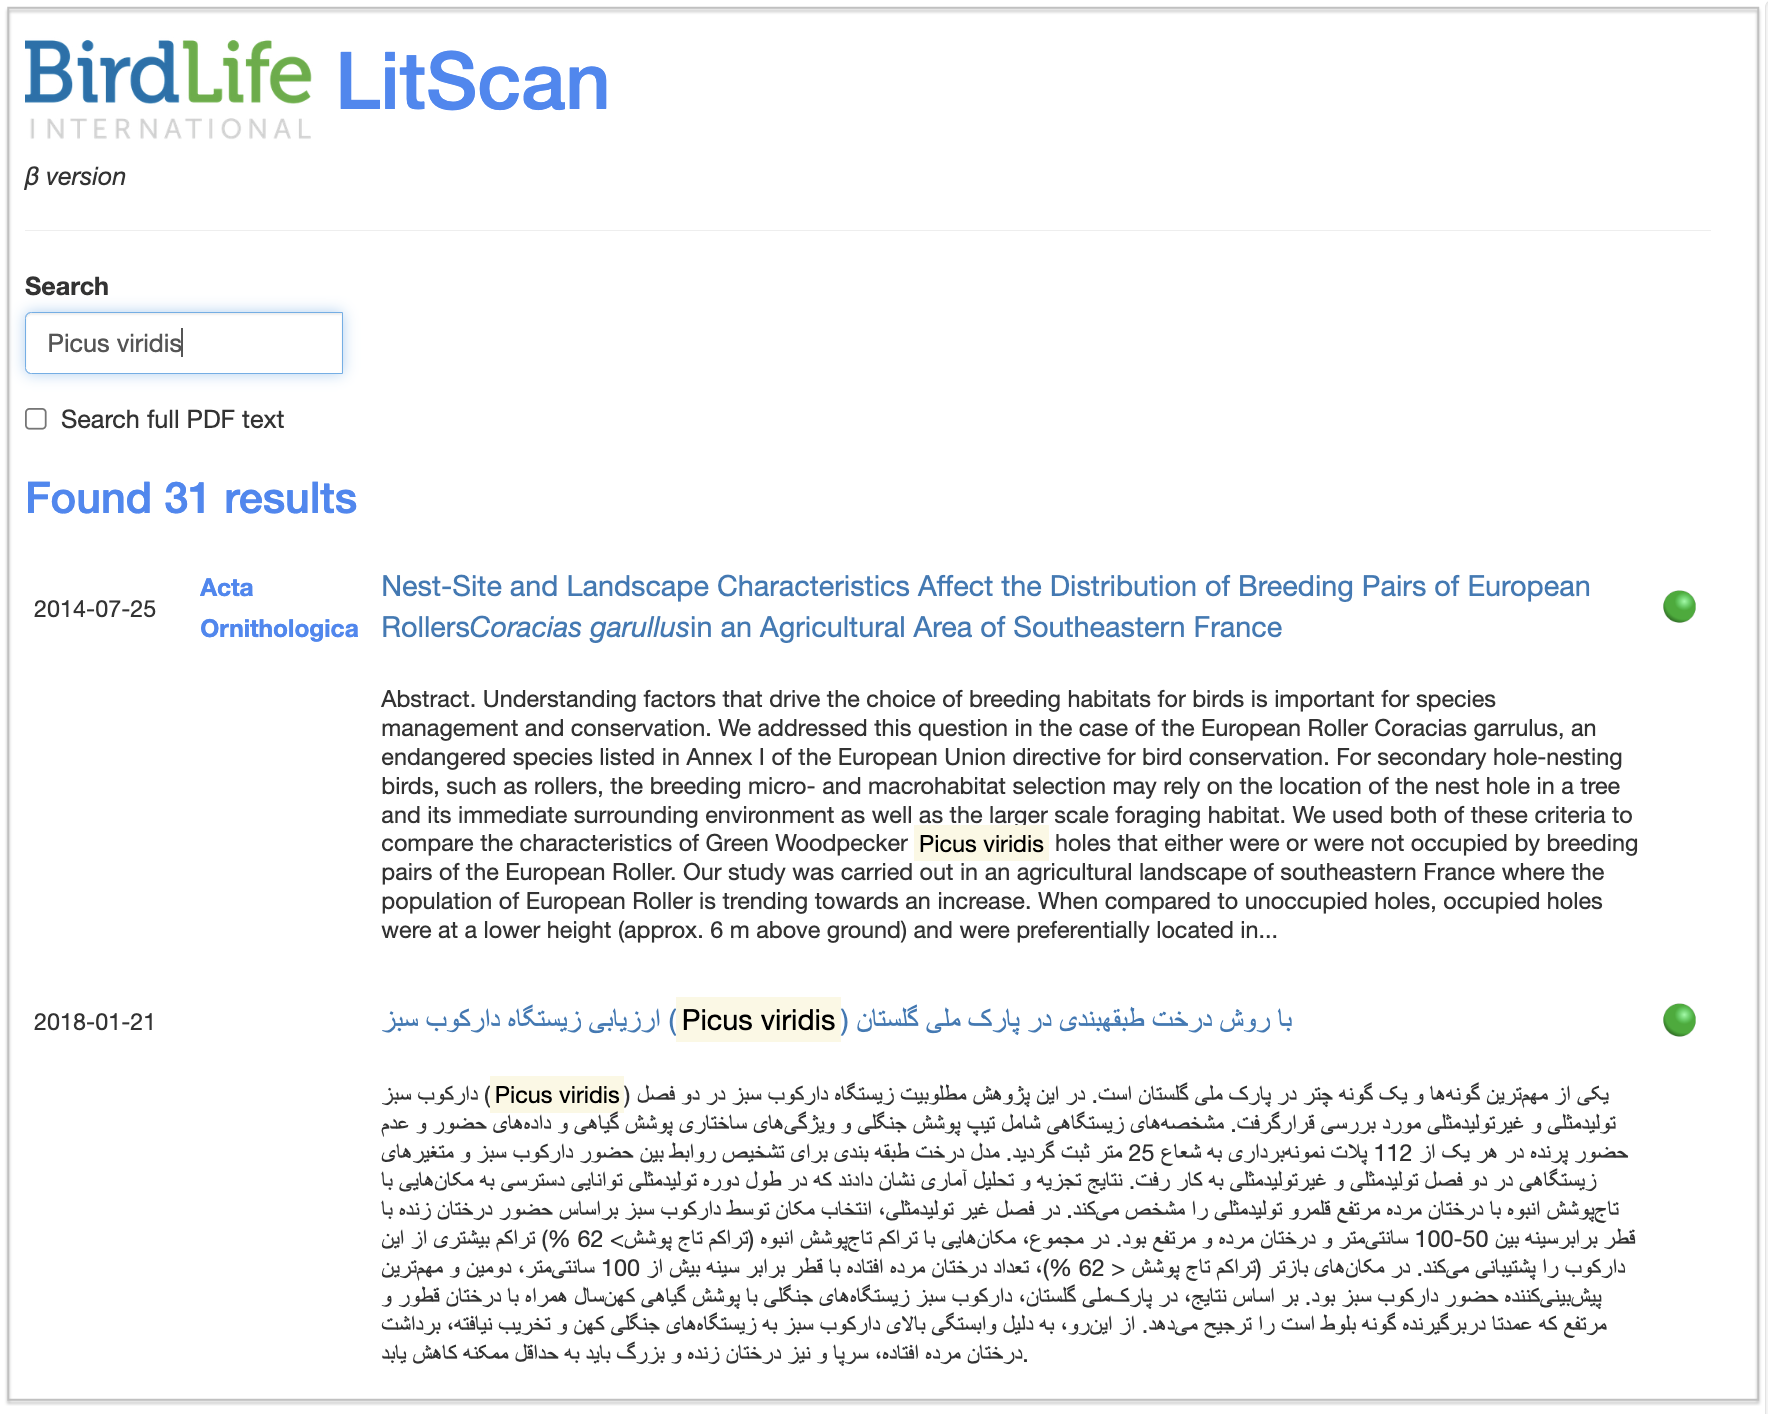 BirdLife LitScan
INTERNATIONAL
β version
Search
Picus viridis
Search full PDF text
Found 31 results
2014-07-25
Acta
Ornithologica
Nest-Site and Landscape Characteristics Affect the Distribution of Breeding Pairs of European
RollersCoracias garullusin an Agricultural Area of Southeastern France
Abstract. Understanding factors that drive the choice of breeding habitats for birds is important for species
management and conservation. We addressed this question in the case of the European Roller Coracias garrulus, an
endangered species listed in Annex I of the European Union directive for bird conservation. For secondary hole-nesting
birds, such as rollers, the breeding micro- and macrohabitat selection may rely on the location of the nest hole in a tree
and its immediate surrounding environment as well as the larger scale foraging habitat. We used both of these criteria to
compare the characteristics of Green Woodpecker Picus viridis holes that either were or were not occupied by breeding
pairs of the European Roller. Our study was carried out in an agricultural landscape of southeastern France where the
population of European Roller is trending towards an increase. When compared to unoccupied holes, occupied holes
were at a lower height (approx. 6 m above ground) and were preferentially located in...
2018-01-21
ارزیابی زیستگاه دارکوب سبز (Picus viridis) با روش درخت طبقهبندی در پارک ملی گلستان
دارکوب سبز (Picus viridis) یکی از مهم‌ترین گونه‌ها و یک گونه چتر در پارک ملی گلستان است. در این پژوهش مطلوبیت زیستگاه دارکوب سبز در دو فصل
تولیدمثلی و غیرتولیدمثلی مورد بررسی قرارگرفت. مشخصه‌های زیستگاهی شامل تیپ پوشش جنگلی و ویژگی‌های ساختاری پوشش گیاهی و داده‌های حضور و عدم
حضور پرنده در هر یک از 112 پلات نمونه‌برداری به شعاع 25 متر ثبت گردید. مدل درخت طبقه بندی برای تشخیص روابط بین حضور دارکوب سبز و متغیرهای
زیستگاهی در دو فصل تولیدمثلی و غیرتولیدمثلی به کار رفت. نتایج تجزیه و تحلیل آماری نشان دادند که در طول دوره تولیدمثلی توانایی دسترسی به مکان‌هایی با
تاج‌پوشش انبوه با درختان مرده مرتفع قلمرو تولیدمثلی را مشخص می‌کند. در فصل غیر تولیدمثلی، انتخاب مکان توسط دارکوب سبز براساس حضور درختان زنده با
قطر برابرسینه بین 50-100 سانتی‌متر و درختان مرده و مرتفع بود. در مجموع، مکان‌هایی با تراکم تاج‌پوشش انبوه (تراکم تاج پوشش> 62 %) تراکم بیشتری از این
دارکوب را پشتیبانی می‌کند. در مکان‌های بازتر (تراکم تاج پوشش < 62 %)، تعداد درختان مرده افتاده با قطر برابر سینه بیش از 100 سانتی‌متر، دومین و مهم‌ترین
پیش‌بینی‌کننده حضور دارکوب سبز بود. بر اساس نتایج، در پارک‌ملی گلستان، دارکوب سبز زیستگاه‌های جنگلی با پوشش گیاهی کهن‌سال همراه با درختان قطور و
مرتفع که عمدتا دربرگیرنده گونه بلوط است را ترجیح می‌دهد. از این‌رو، به دلیل وابستگی بالای دارکوب سبز به زیستگاه‌های جنگلی کهن و تخریب نیافته، برداشت
درختان مرده افتاده، سرپا و نیز درختان زنده و بزرگ باید به حداقل ممکنه کاهش یابد.